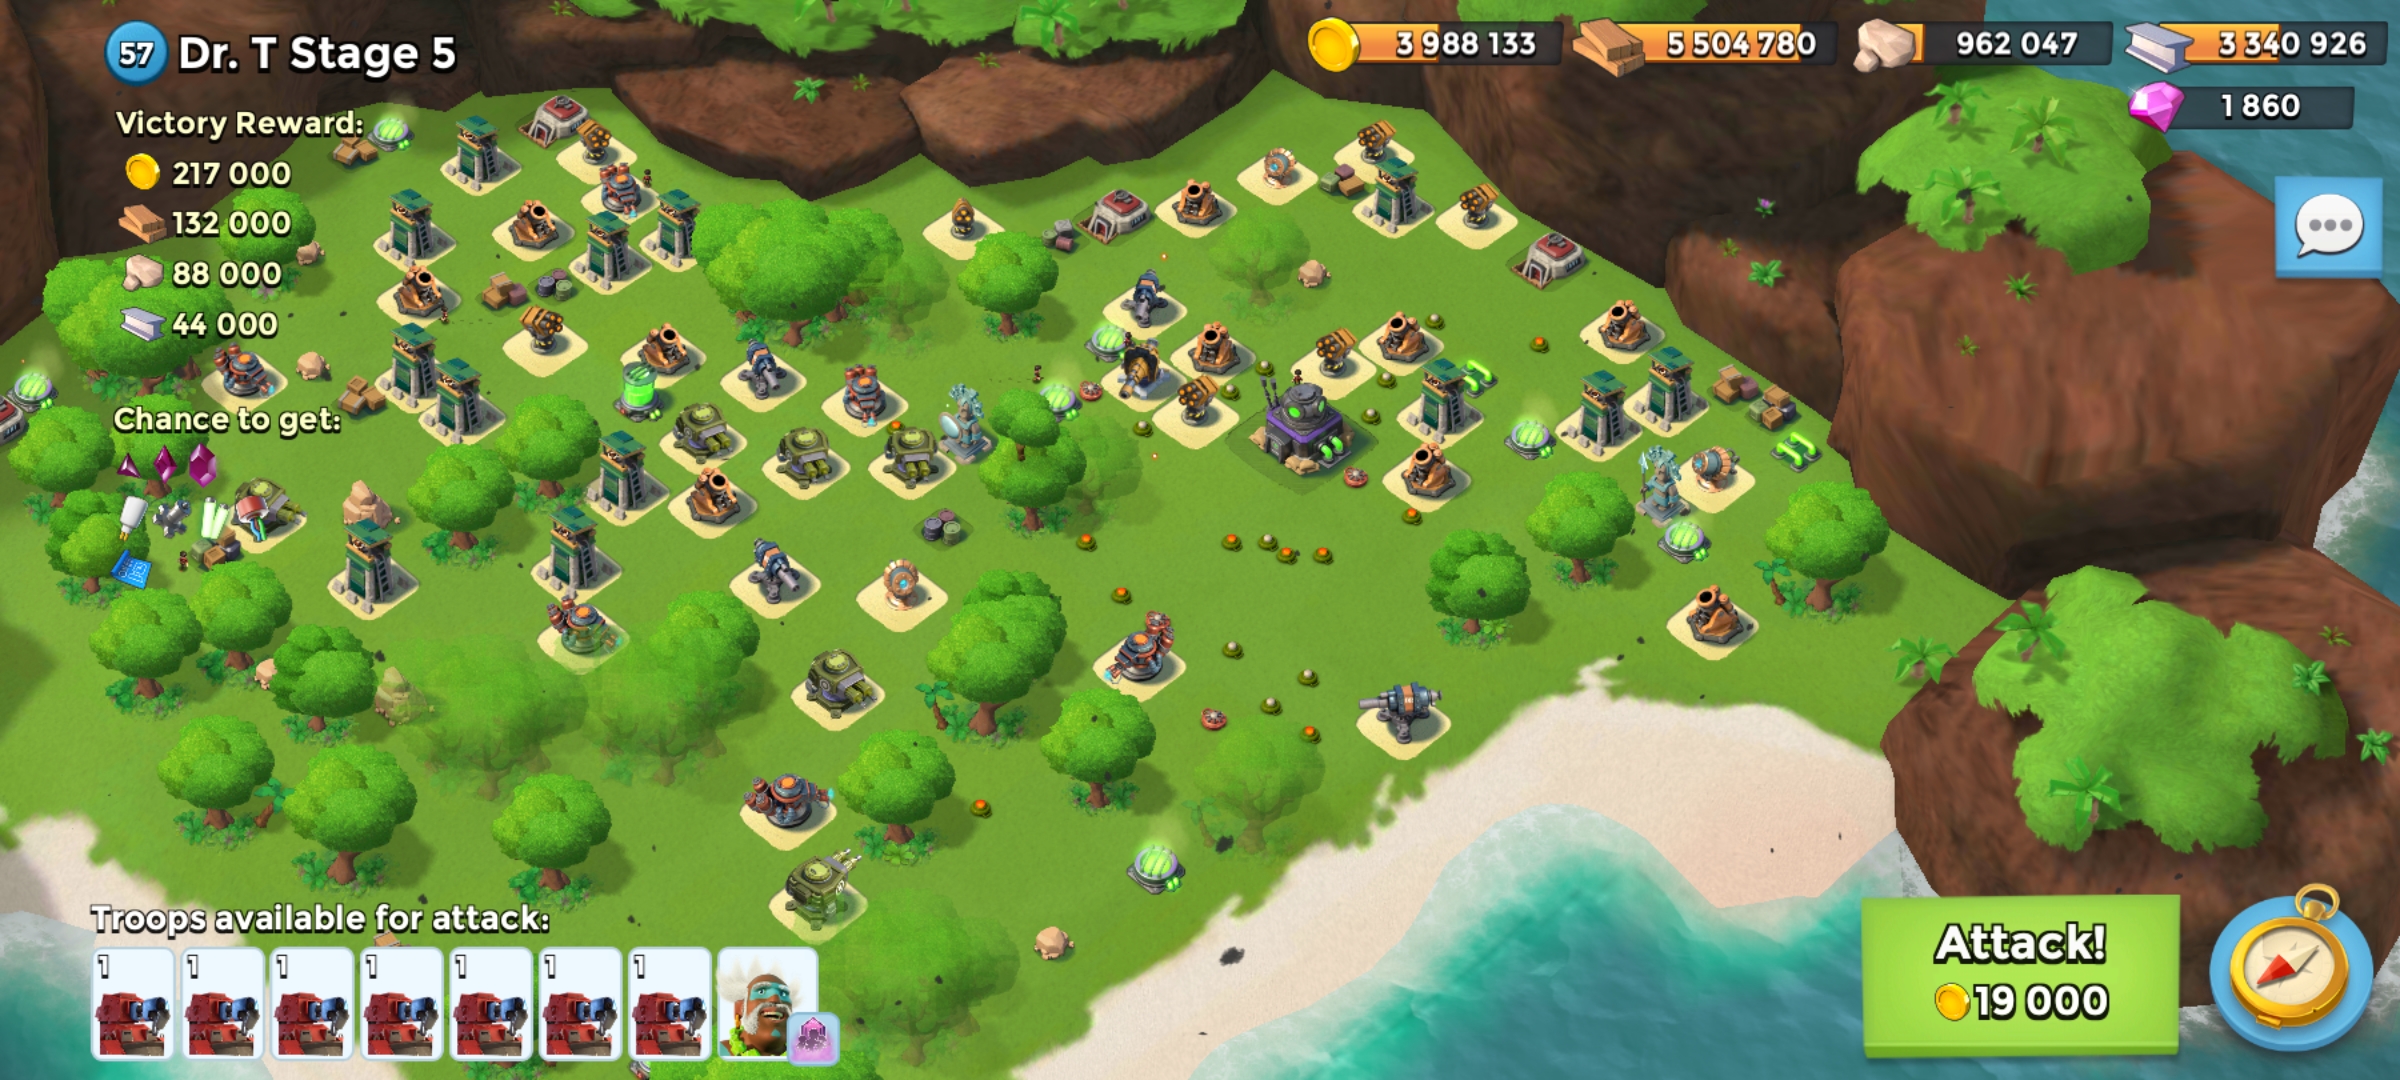 57 Dr. T Stage 5
3 988 133
5 504 780
962 047
3 340 926
1 860
Victory Reward:
217 000
132 000
88 000
44 000
Chance to get:
Troops available for attack:
1 1 1 1 1 1 1
Attack!
19 000